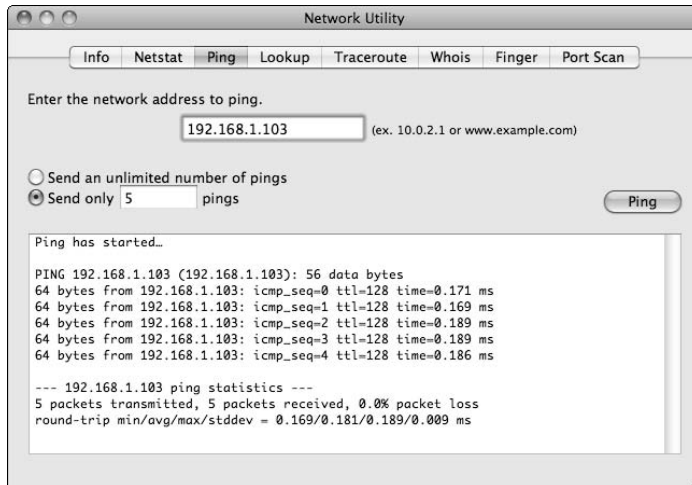 Network Utility
Info Netstat Ping Lookup Traceroute Whois Finger Port Scan
Enter the network address to ping.
192.168.1.103 (ex. 10.0.2.1 or www.example.com)
Send an unlimited number of pings
Send only 5 pings
Ping
Ping has started…
PING 192.168.1.103 (192.168.1.103): 56 data bytes
64 bytes from 192.168.1.103: icmp_seq=0 ttl=128 time=0.171 ms
64 bytes from 192.168.1.103: icmp_seq=1 ttl=128 time=0.169 ms
64 bytes from 192.168.1.103: icmp_seq=2 ttl=128 time=0.189 ms
64 bytes from 192.168.1.103: icmp_seq=3 ttl=128 time=0.189 ms
64 bytes from 192.168.1.103: icmp_seq=4 ttl=128 time=0.186 ms
--- 192.168.1.103 ping statistics ---
5 packets transmitted, 5 packets received, 0.0% packet loss
round-trip min/avg/max/stddev = 0.169/0.181/0.189/0.009 ms